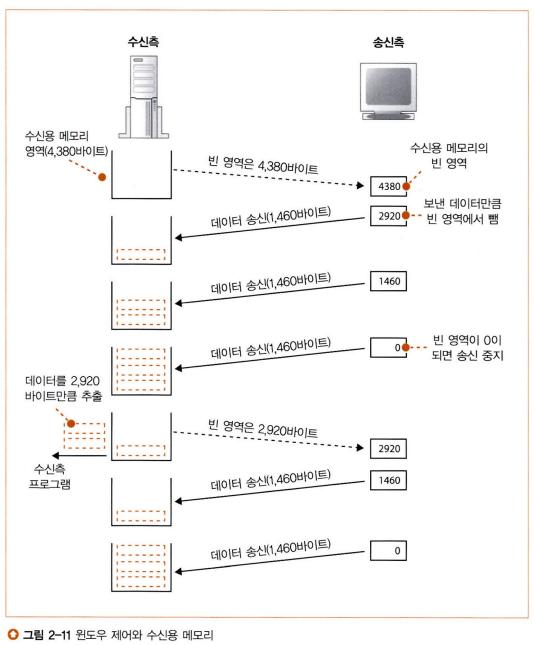 수신측
송신측
수신용 메모리
영역(4,380바이트)
빈 영역은 4,380바이트
4380
수신용 메모리의
빈 영역
데이터 송신(1,460바이트)
2920
보낸 데이터만큼
빈 영역에서 뺌
데이터 송신(1,460바이트)
1460
데이터 송신(1,460바이트)
0
빈 영역이 0이
되면 송신 중지
데이터를 2,920
바이트만큼 추출
빈 영역은 2,920바이트
2920
수신측
프로그램
데이터 송신(1,460바이트)
1460
데이터 송신(1,460바이트)
0
그림 2-11 윈도우 제어와 수신용 메모리